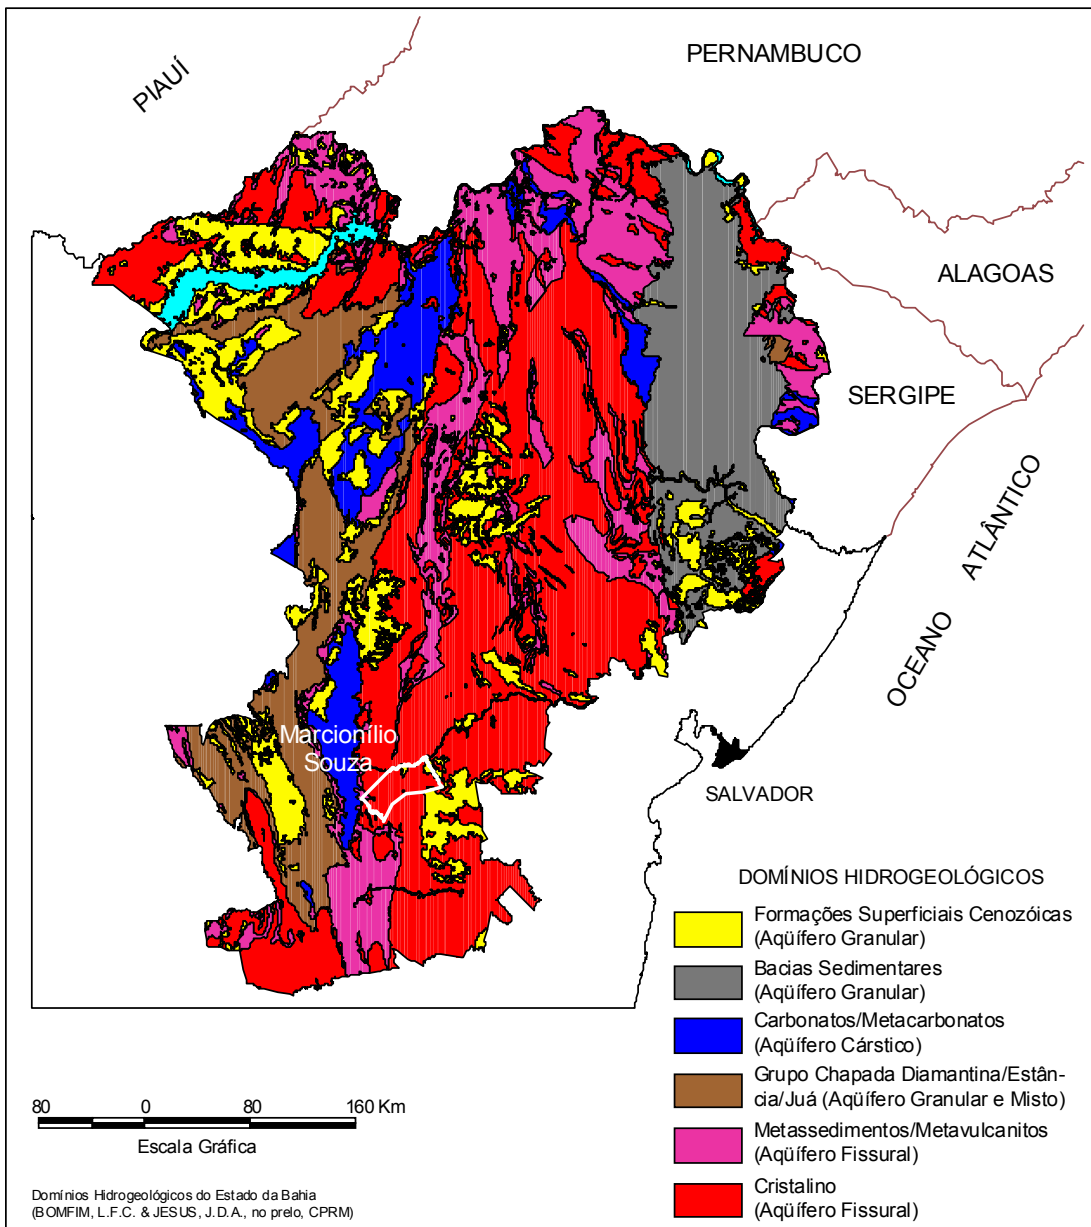 PIAUÍ
PERNAMBUCO
ALAGOAS
SERGIPE
OCEANO ATLÂNTICO
Marcionílio
Souza
SALVADOR
DOMÍNIOS HIDROGEOLÓGICOS
Formações Superficiais Cenozóicas
(Aqüífero Granular)
Bacias Sedimentares
(Aqüífero Granular)
Carbonatos/Metacarbonatos
(Aqüífero Cárstico)
Grupo Chapada Diamantina/Estân-
cia/Juá (Aqüífero Granular e Misto)
Metassedimentos/Metavulcanitos
(Aqüífero Fissural)
Cristalino
(Aqüífero Fissural)
80 0 80 160 Km
Escala Gráfica
Domínios Hidrogeológicos do Estado da Bahia
(BOMFIM, L.F.C. & JESUS, J.D.A., no prelo, CPRM)